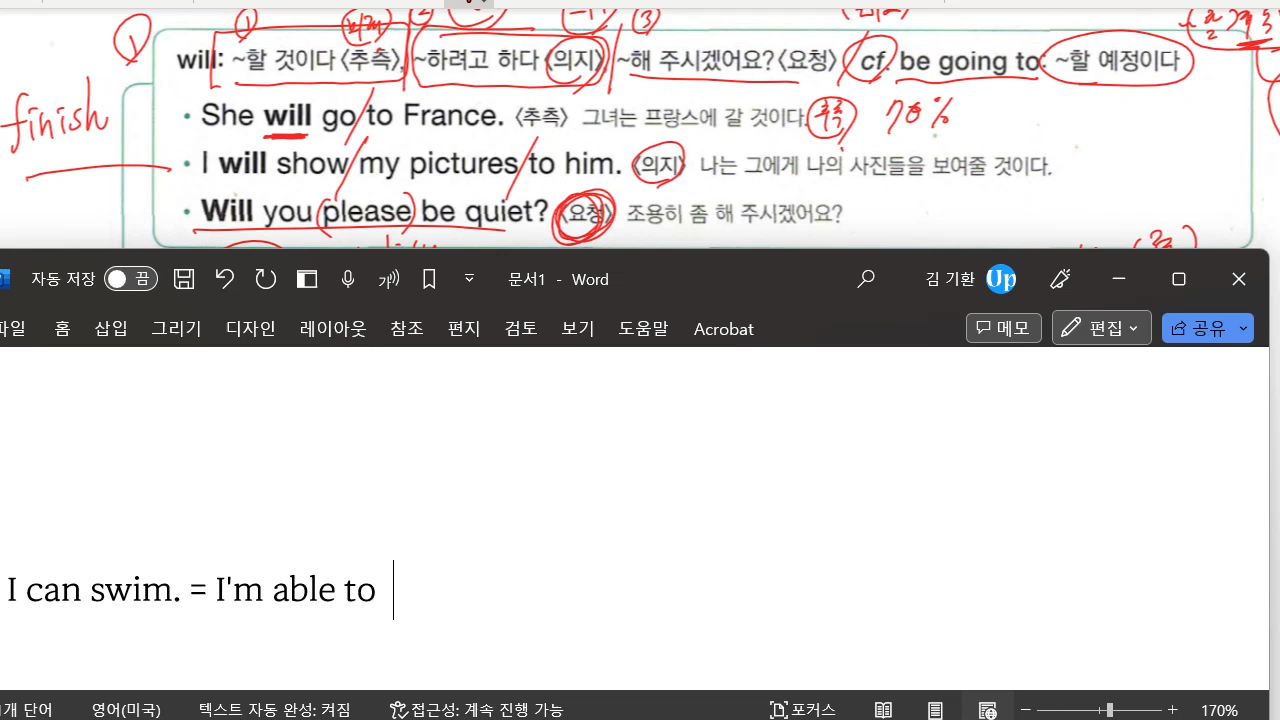 will: ~할 것이다〈추측〉, ~하려고 하다〈의지〉, ~해 주시겠어요?〈요청〉 cf. be going to: ~할 예정이다
finish
• She will go to France. 〈추측〉 그녀는 프랑스에 갈 것이다. 70%
• I will show my pictures to him. 〈의지〉 나는 그에게 나의 사진들을 보여줄 것이다.
• Will you please be quiet? 〈요청〉 조용히 좀 해 주시겠어요?
자동 저장 끔 가)) 문서1 - Word 김 기환 Up
파일 홈 삽입 그리기 디자인 레이아웃 참조 편지 검토 보기 도움말 Acrobat 메모 편집 공유
I can swim. = I'm able to
개 단어 영어(미국) 텍스트 자동 완성: 켜짐 접근성: 계속 진행 가능 포커스 170%